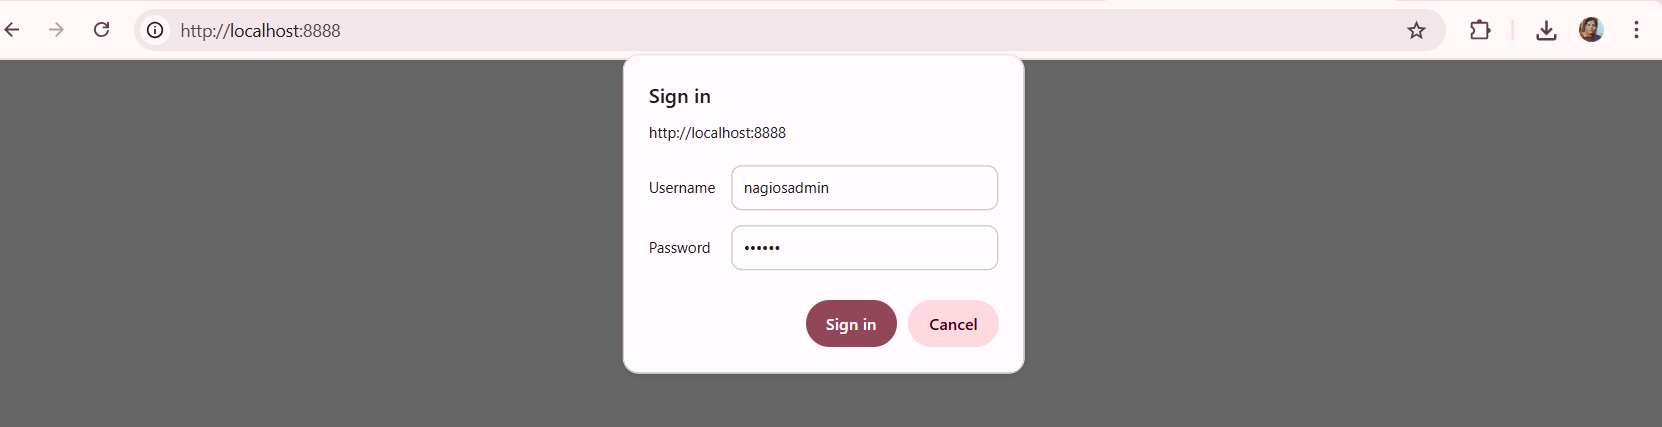 http://localhost:8888
Sign in
http://localhost:8888
Username nagiosadmin
Password ••••••
Sign in Cancel